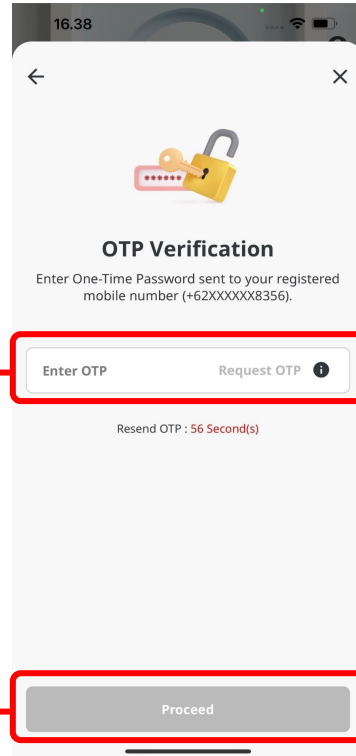 16.38
OTP Verification
Enter One-Time Password sent to your registered
mobile number (+62XXXXXX8356).
Enter OTP Request OTP
Resend OTP : 56 Second(s)
Proceed